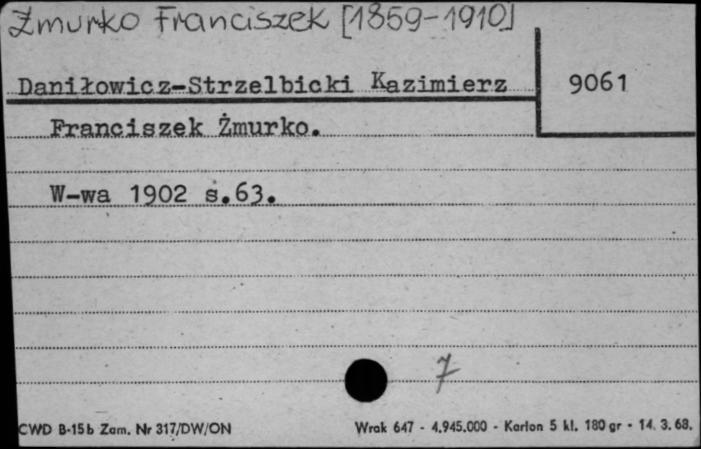 Żmurko Franciszek [1859-1910]
Daniłowicz-Strzelbicki Kazimierz 9061
Franciszek Żmurko.
W-wa 1902 s.63.
7
CWD B-15b Zam. Nr 317/DW/ON Wrak 647 - 4.945.000 - Karton 5 kl. 180 gr - 14. 3. 68.